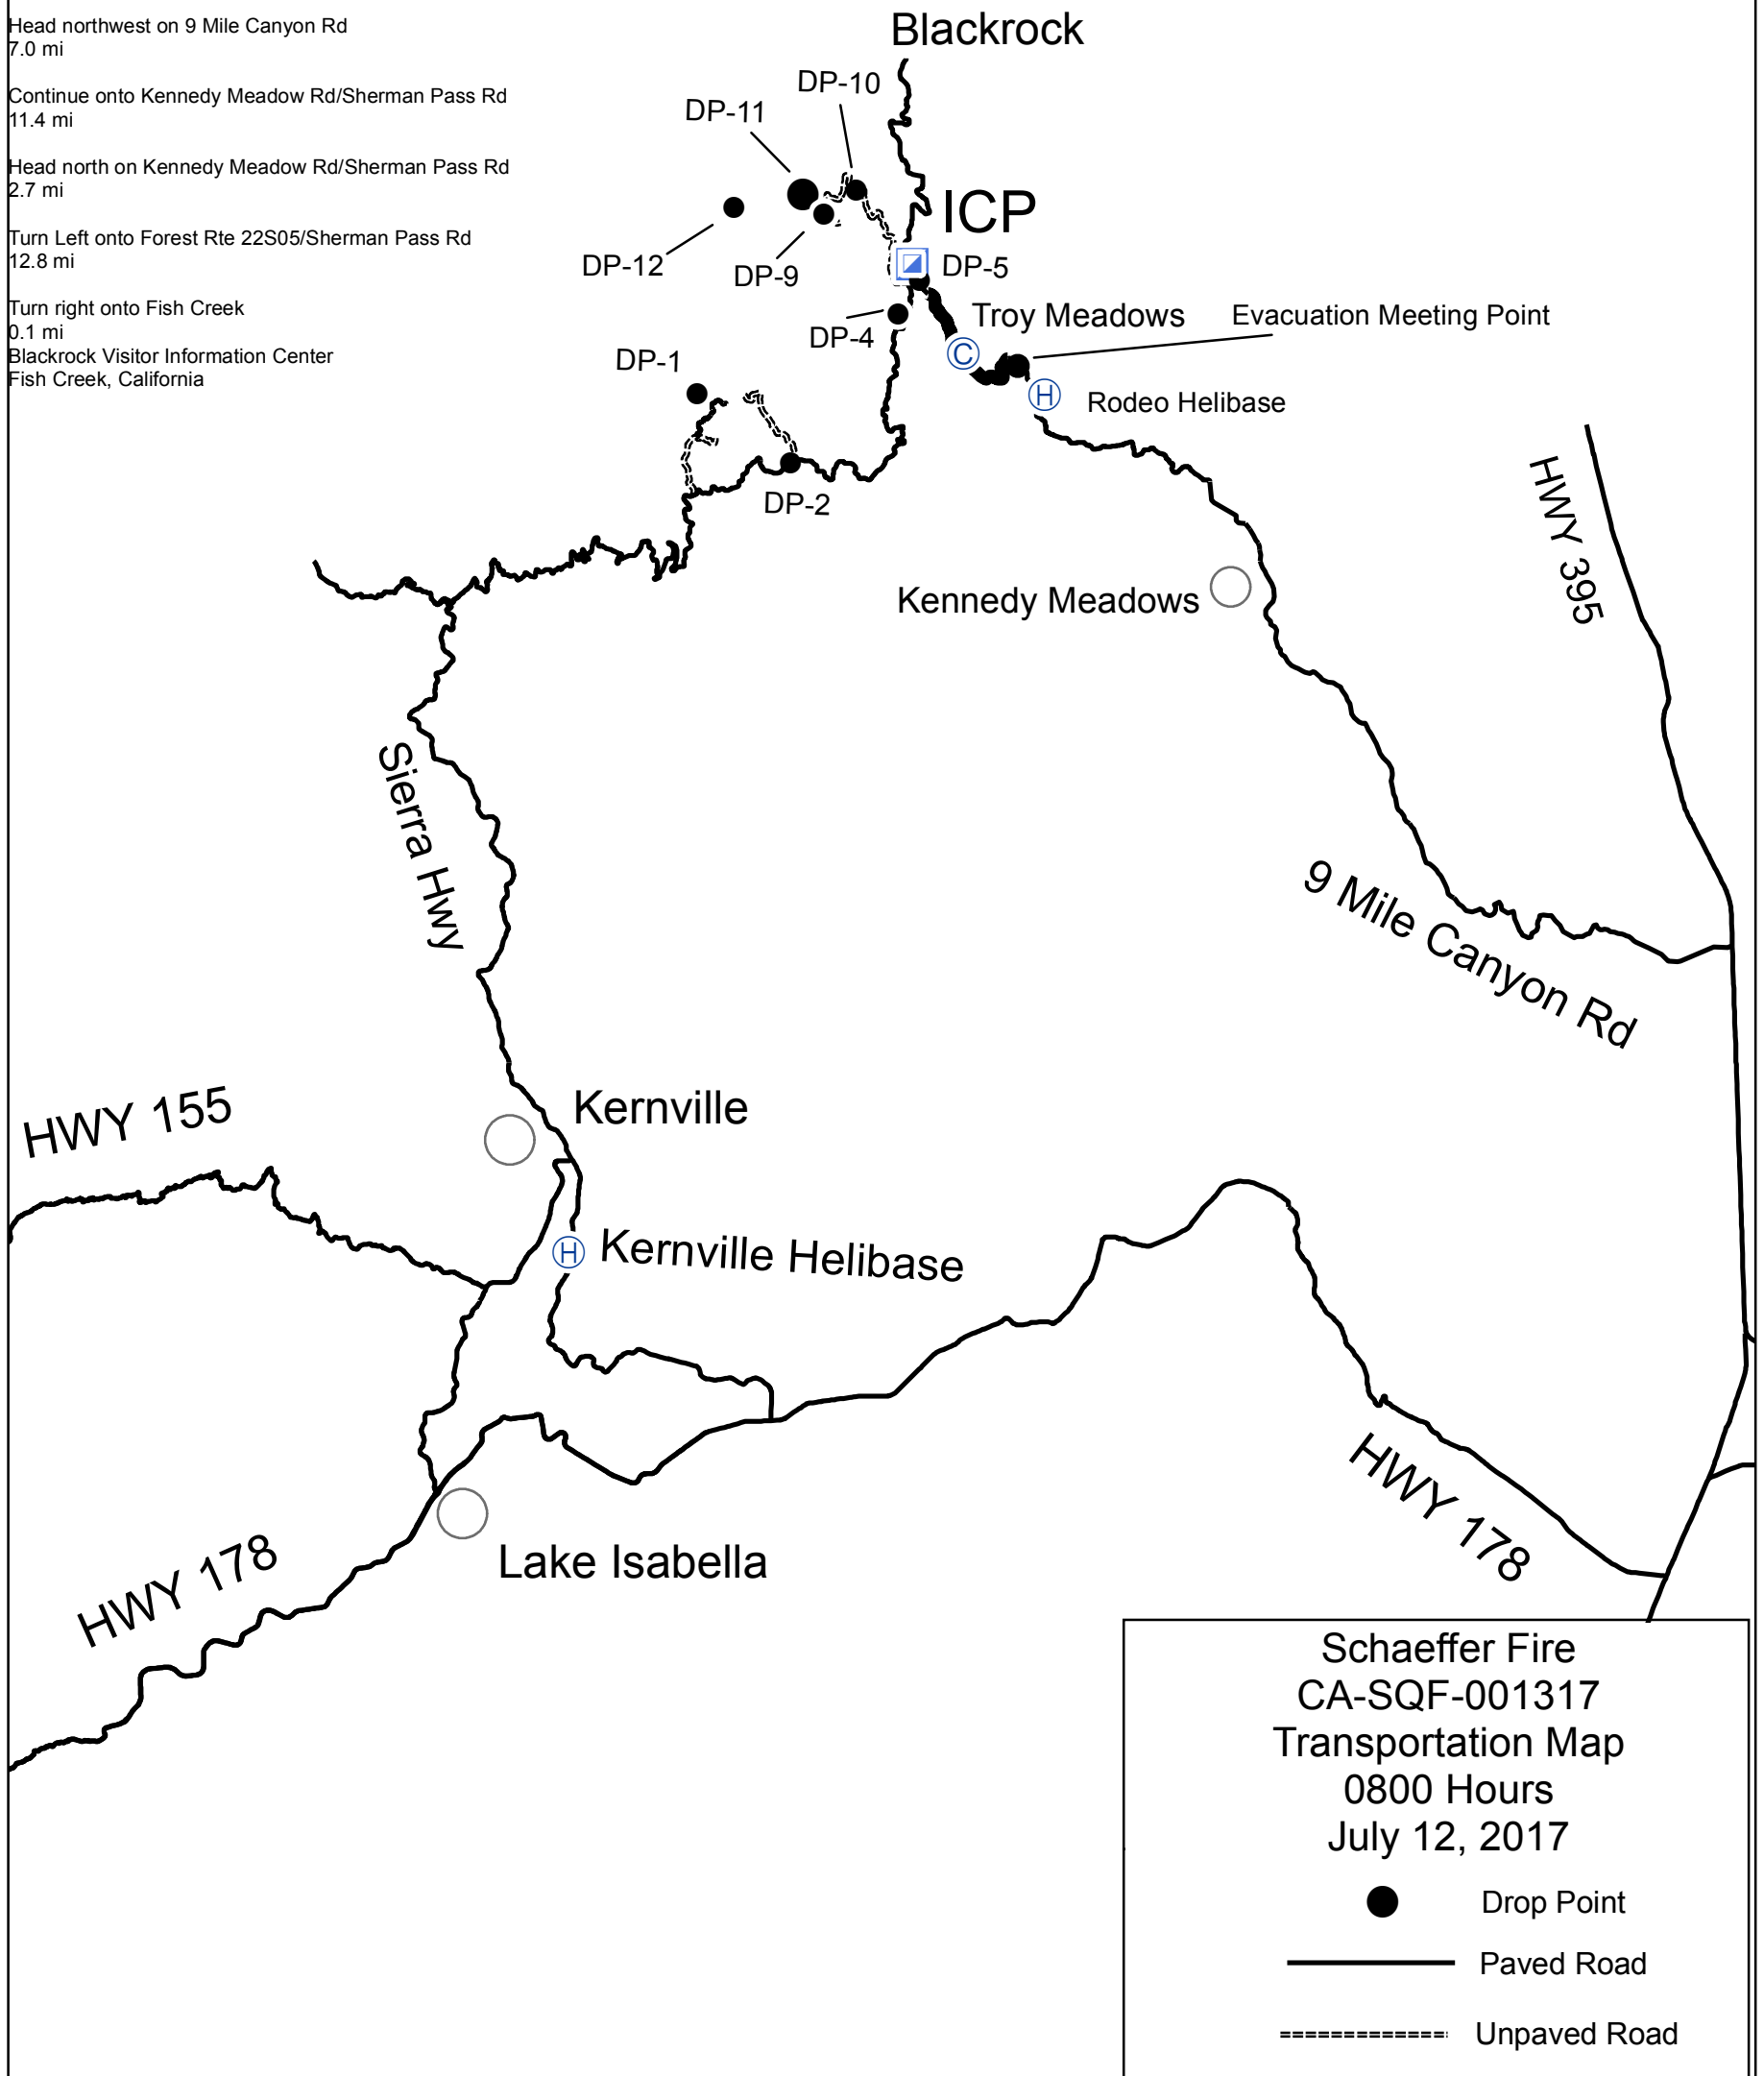 Head northwest on 9 Mile Canyon Rd
7.0 mi
Continue onto Kennedy Meadow Rd/Sherman Pass Rd
11.4 mi
Head north on Kennedy Meadow Rd/Sherman Pass Rd
2.7 mi
Turn Left onto Forest Rte 22S05/Sherman Pass Rd
12.8 mi
Turn right onto Fish Creek
0.1 mi
Blackrock Visitor Information Center
Fish Creek, California
Blackrock
DP-10
DP-11
ICP
DP-12
DP-9
DP-5
Troy Meadows
Evacuation Meeting Point
DP-4
C
DP-1
H
Rodeo Helibase
DP-2
HWY 395
Kennedy Meadows
Sierra Hwy
9 Mile Canyon Rd
HWY 155
Kernville
H
Kernville Helibase
HWY 178
Lake Isabella
HWY 178
Schaeffer Fire
CA-SQF-001317
Transportation Map
0800 Hours
July 12, 2017
Drop Point
Paved Road
Unpaved Road